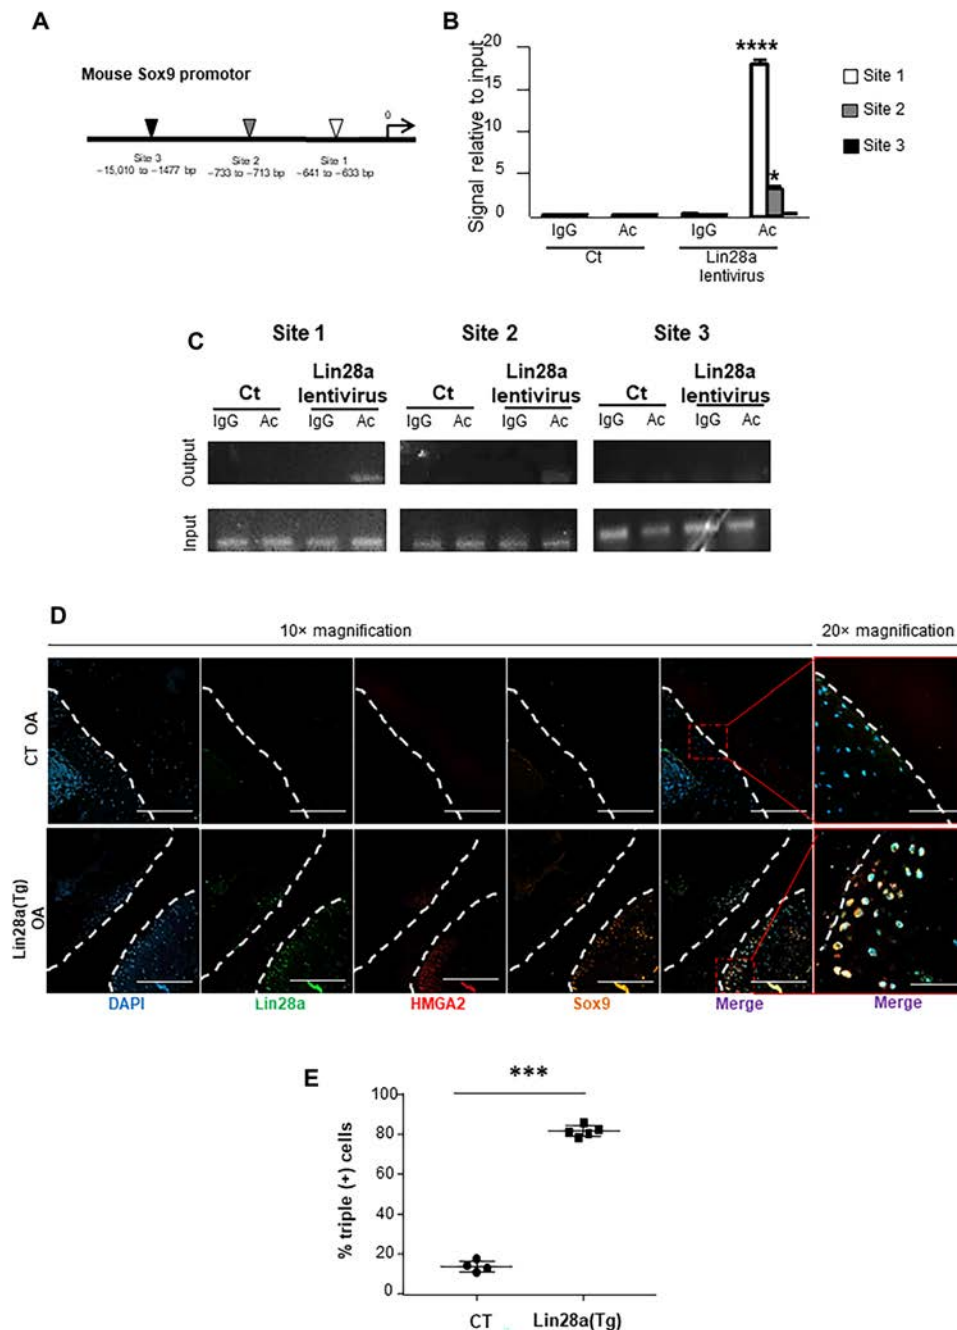 A
Mouse Sox9 promotor
0
Site 3
−15,010 to −1477 bp
Site 2
−733 to −713 bp
Site 1
−641 to −633 bp
B
Signal relative to input
20
15
10
5
0
****
*
IgG
Ac
IgG
Ac
Ct
Lin28a
lentivirus
Site 1
Site 2
Site 3
C
Site 1
Site 2
Site 3
Ct
Lin28a
lentivirus
Ct
Lin28a
lentivirus
Ct
Lin28a
lentivirus
IgG
Ac
IgG
Ac
IgG
Ac
IgG
Ac
IgG
Ac
IgG
Ac
Output
Input
D
10× magnification
20× magnification
CT OA
Lin28a(Tg)
OA
DAPI
Lin28a
HMGA2
Sox9
Merge
Merge
E
***
% triple (+) cells
100
80
60
40
20
0
CT
Lin28a(Tg)